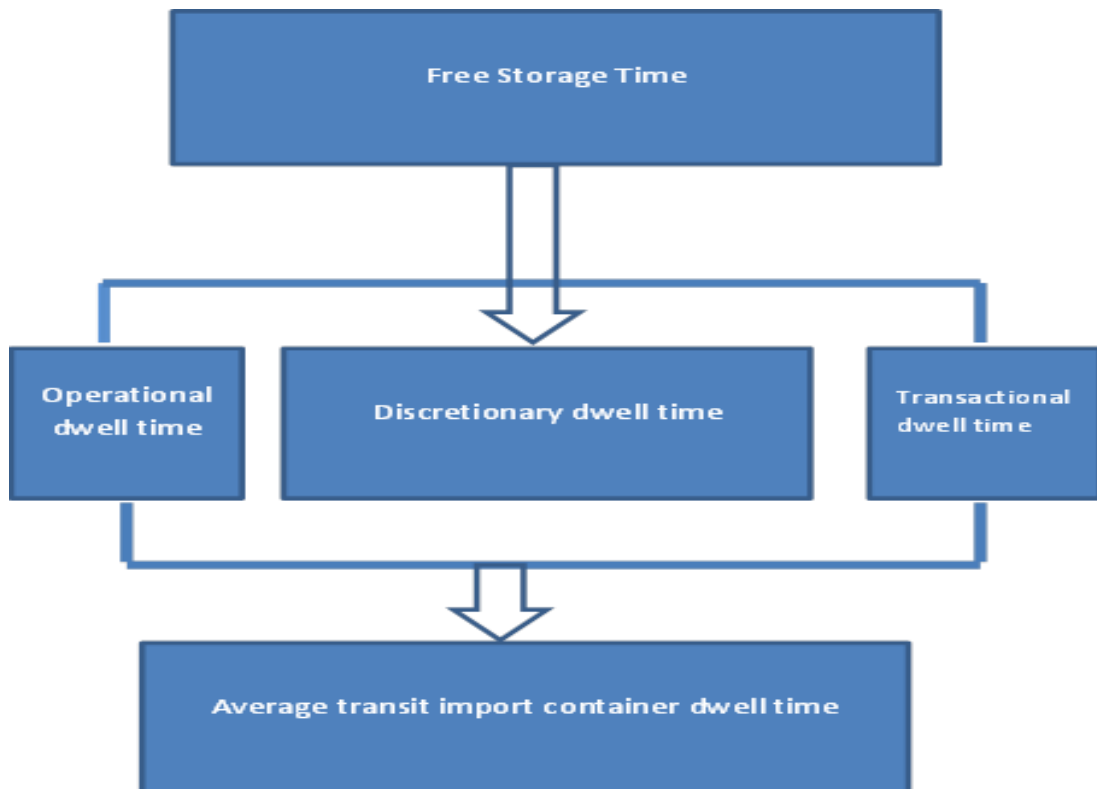 Free Storage Time
Operational
dwell time
Discretionary dwell time
Transactional
dwell time
Average transit import container dwell time